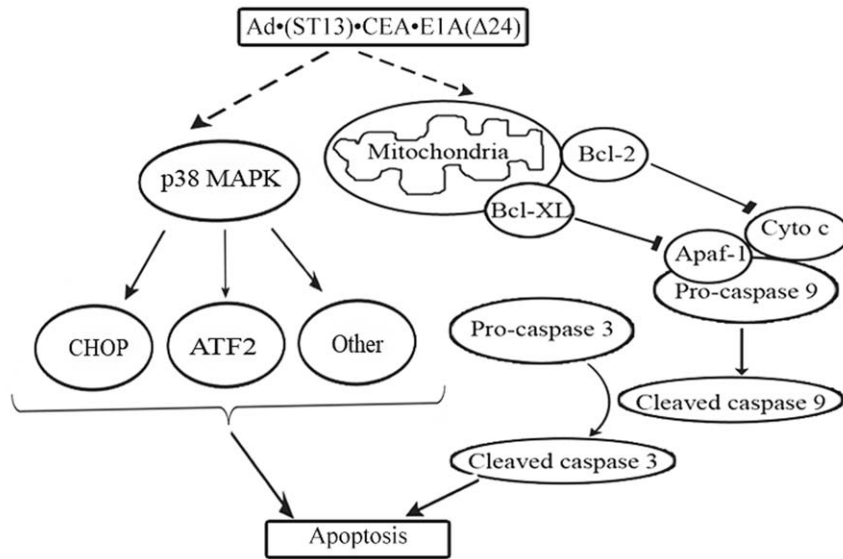 Ad•(ST13)•CEA•E1A(Δ24)
Mitochondria
Bcl-2
p38 MAPK
Bcl-XL
Cyto c
Apaf-1
Pro-caspase 9
Pro-caspase 3
CHOP
ATF2
Other
Cleaved caspase 9
Cleaved caspase 3
Apoptosis